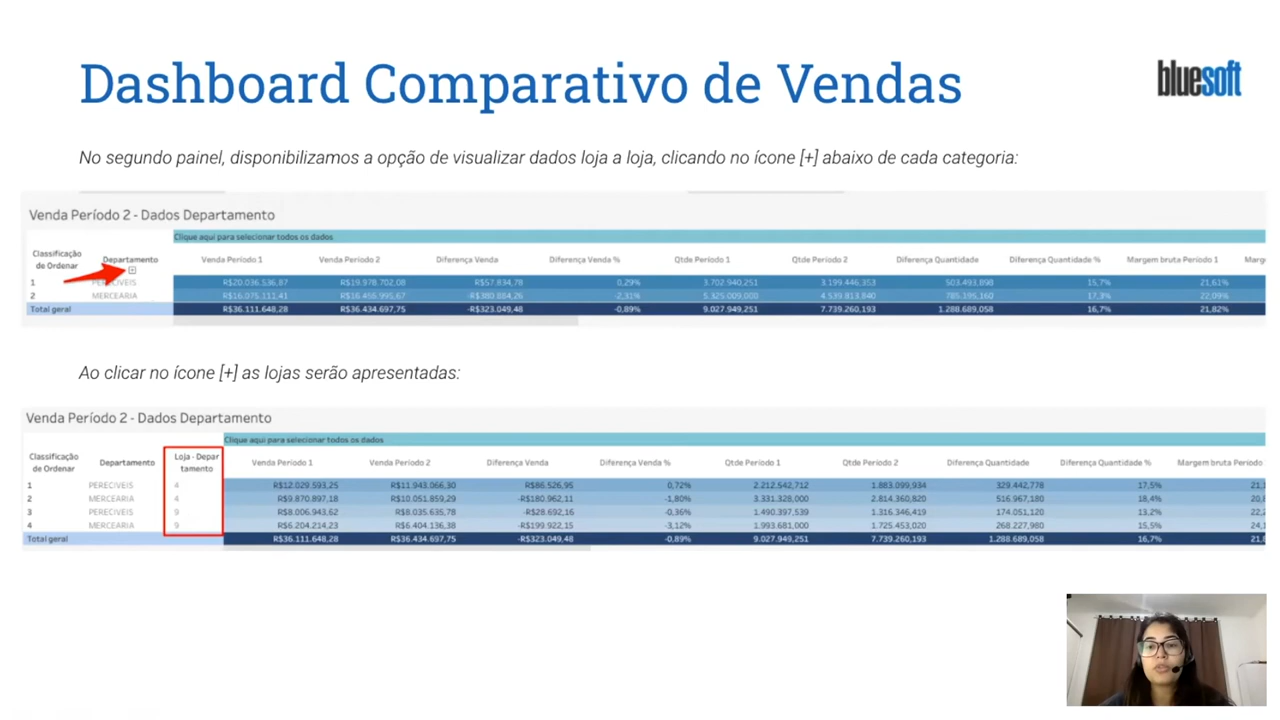 Dashboard Comparativo de Vendas
bluesoft
No segundo painel, disponibilizamos a opção de visualizar dados loja a loja, clicando no ícone [+] abaixo de cada categoria:
Venda Período 2 - Dados Departamento
Clique aqui para selecionar todos os dados
Classificação de Ordenar Departamento Venda Período 1 Venda Período 2 Diferença Venda Diferença Venda % Qtde Período 1 Qtde Período 2 Diferença Quantidade Diferença Quantidade % Margem bruta Período 1 Marg
1 PERECIVEIS R$20.036.536,87 R$19.978.702,08 R$57.834,78 0,29% 3.702.940,251 3.199.446,353 503.493,898 15,7% 21,61%
2 MERCEARIA R$16.075.111,41 R$16.455.995,67 -R$380.884,26 -2,31% 5.325.009,000 4.539.813,840 785.195,160 17,3% 22,09%
Total geral R$36.111.648,28 R$36.434.697,75 -R$323.049,48 -0,89% 9.027.949,251 7.739.260,193 1.288.689,058 16,7% 21,82%
Ao clicar no ícone [+] as lojas serão apresentadas:
Venda Período 2 - Dados Departamento
Clique aqui para selecionar todos os dados
Classificação de Ordenar Departamento Loja - Depar tamento Venda Período 1 Venda Período 2 Diferença Venda Diferença Venda % Qtde Período 1 Qtde Período 2 Diferença Quantidade Diferença Quantidade % Margem bruta Período
1 PERECIVEIS 4 R$12.029.593,25 R$11.943.066,30 R$86.526,95 0,72% 2.212.542,712 1.883.099,934 329.442,778 17,5% 21,1
2 MERCEARIA 4 R$9.870.897,18 R$10.051.859,29 -R$180.962,11 -1,80% 3.331.328,000 2.814.360,820 516.967,180 18,4% 20,8
3 PERECIVEIS 9 R$8.006.943,62 R$8.035.635,78 -R$28.692,16 -0,36% 1.490.397,539 1.316.346,419 174.051,120 13,2% 22,2
4 MERCEARIA 9 R$6.204.214,23 R$6.404.136,38 -R$199.922,15 -3,12% 1.993.681,000 1.725.453,020 268.227,980 15,5% 24,1
Total geral R$36.111.648,28 R$36.434.697,75 -R$323.049,48 -0,89% 9.027.949,251 7.739.260,193 1.288.689,058 16,7% 21,8